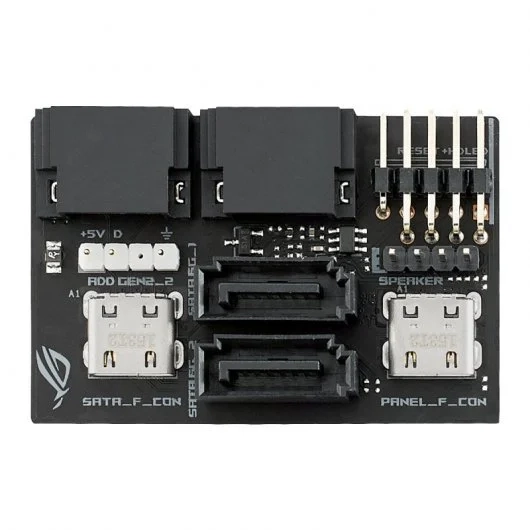 RESET +HDLED
+5V D
ADD GEN2_2
SATA6G_1
SPEAKER
A1
A1
SATA6G_2
SATA_F_CON
PANEL_F_CON